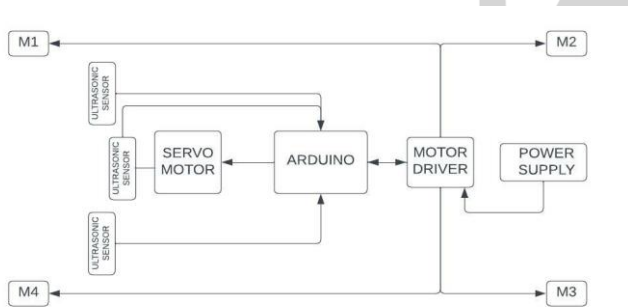 M1
M2
ULTRASONIC
SENSOR
ULTRASONIC
SENSOR
SERVO
MOTOR
ARDUINO
MOTOR
DRIVER
POWER
SUPPLY
ULTRASONIC
SENSOR
M4
M3